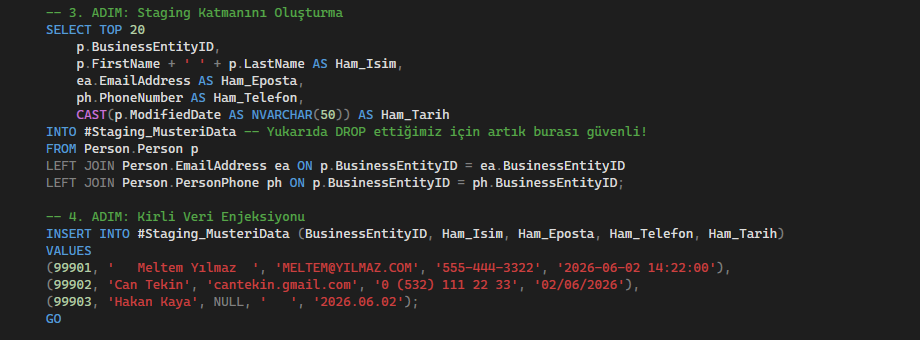 -- 3. ADIM: Staging Katmanını Oluşturma
SELECT TOP 20
    p.BusinessEntityID,
    p.FirstName + ' ' + p.LastName AS Ham_Isim,
    ea.EmailAddress AS Ham_Eposta,
    ph.PhoneNumber AS Ham_Telefon,
    CAST(p.ModifiedDate AS NVARCHAR(50)) AS Ham_Tarih
INTO #Staging_MusteriData -- Yukarıda DROP ettiğimiz için artık burası güvenli!
FROM Person.Person p
LEFT JOIN Person.EmailAddress ea ON p.BusinessEntityID = ea.BusinessEntityID
LEFT JOIN Person.PersonPhone ph ON p.BusinessEntityID = ph.BusinessEntityID;

-- 4. ADIM: Kirli Veri Enjeksiyonu
INSERT INTO #Staging_MusteriData (BusinessEntityID, Ham_Isim, Ham_Eposta, Ham_Telefon, Ham_Tarih)
VALUES
(99901, '   Meltem Yılmaz  ', 'MELTEM@YILMAZ.COM', '555-444-3322', '2026-06-02 14:22:00'),
(99902, 'Can Tekin', 'cantekin.gmail.com', '0 (532) 111 22 33', '02/06/2026'),
(99903, 'Hakan Kaya', NULL, '   ', '2026.06.02');
GO